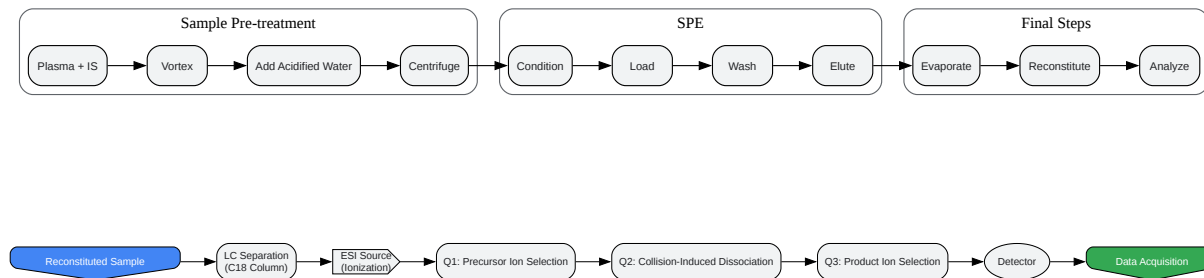 Sample Pre-treatment
SPE
Final Steps
Plasma + IS
Vortex
Add Acidified Water
Centrifuge
Condition
Load
Wash
Elute
Evaporate
Reconstitute
Analyze
Reconstituted Sample
LC Separation
(C18 Column)
ESI Source
(Ionization)
Q1: Precursor Ion Selection
Q2: Collision-Induced Dissociation
Q3: Product Ion Selection
Detector
Data Acquisition